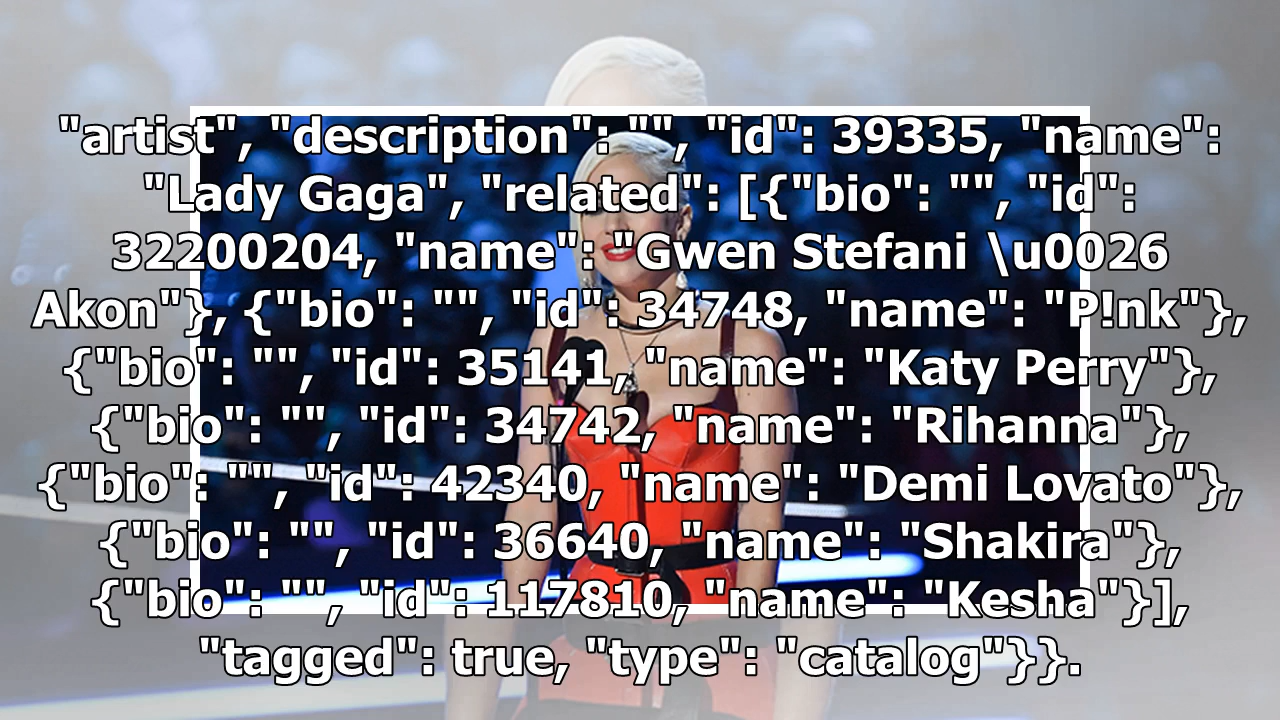 "artist", "description": "", "id": 39335, "name":
"Lady Gaga", "related": [{"bio": "", "id":
32200204, "name": "Gwen Stefani \u0026
Akon"}, {"bio": "", "id": 34748, "name": "P!nk"},
{"bio": "", "id": 35141, "name": "Katy Perry"},
{"bio": "", "id": 34742, "name": "Rihanna"},
{"bio": "", "id": 42340, "name": "Demi Lovato"},
{"bio": "", "id": 36640, "name": "Shakira"},
{"bio": "", "id": 117810, "name": "Kesha"}],
"tagged": true, "type": "catalog"}}.